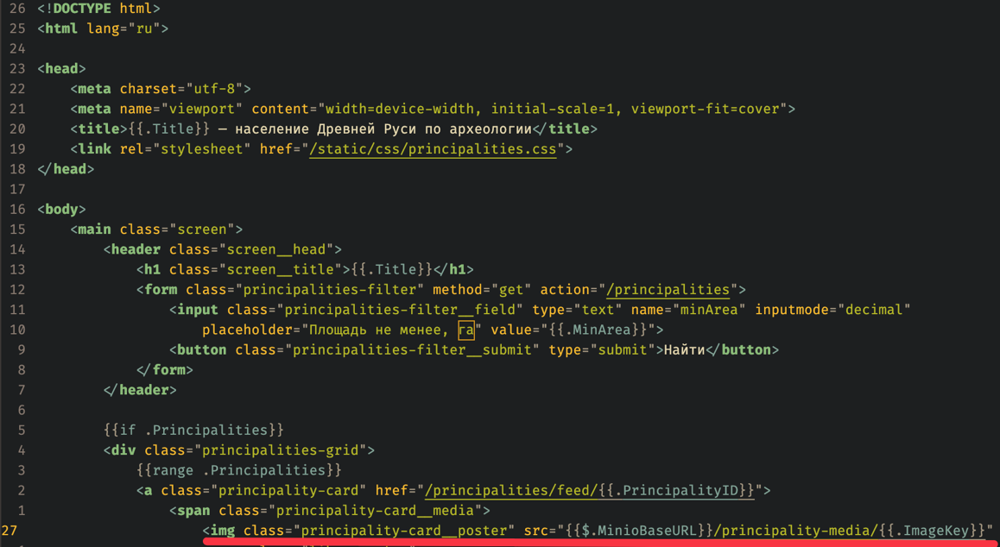 26 <!DOCTYPE html>
25 <html lang="ru">
24
23 <head>
22     <meta charset="utf-8">
21     <meta name="viewport" content="width=device-width, initial-scale=1, viewport-fit=cover">
20     <title>{{.Title}} — население Древней Руси по археологии</title>
19     <link rel="stylesheet" href="/static/css/principalities.css">
18 </head>
17
16 <body>
15     <main class="screen">
14         <header class="screen__head">
13             <h1 class="screen__title">{{.Title}}</h1>
12             <form class="principalities-filter" method="get" action="/principalities">
11                 <input class="principalities-filter__field" type="text" name="minArea" inputmode="decimal"
10                     placeholder="Площадь не менее, га" value="{{.MinArea}}">
9                 <button class="principalities-filter__submit" type="submit">Найти</button>
8             </form>
7         </header>
6
5         {{if .Principalities}}
4         <div class="principalities-grid">
3             {{range .Principalities}}
2             <a class="principality-card" href="/principalities/feed/{{.PrincipalityID}}">
1                 <span class="principality-card__media">
27                     <img class="principality-card__poster" src="{{$.MinioBaseURL}}/principality-media/{{.ImageKey}}"